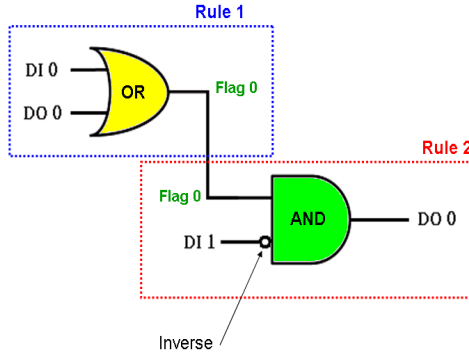 Rule 1
DI 0
OR
Flag 0
DO 0
Rule 2
Flag 0
AND
DO 0
DI 1
Inverse